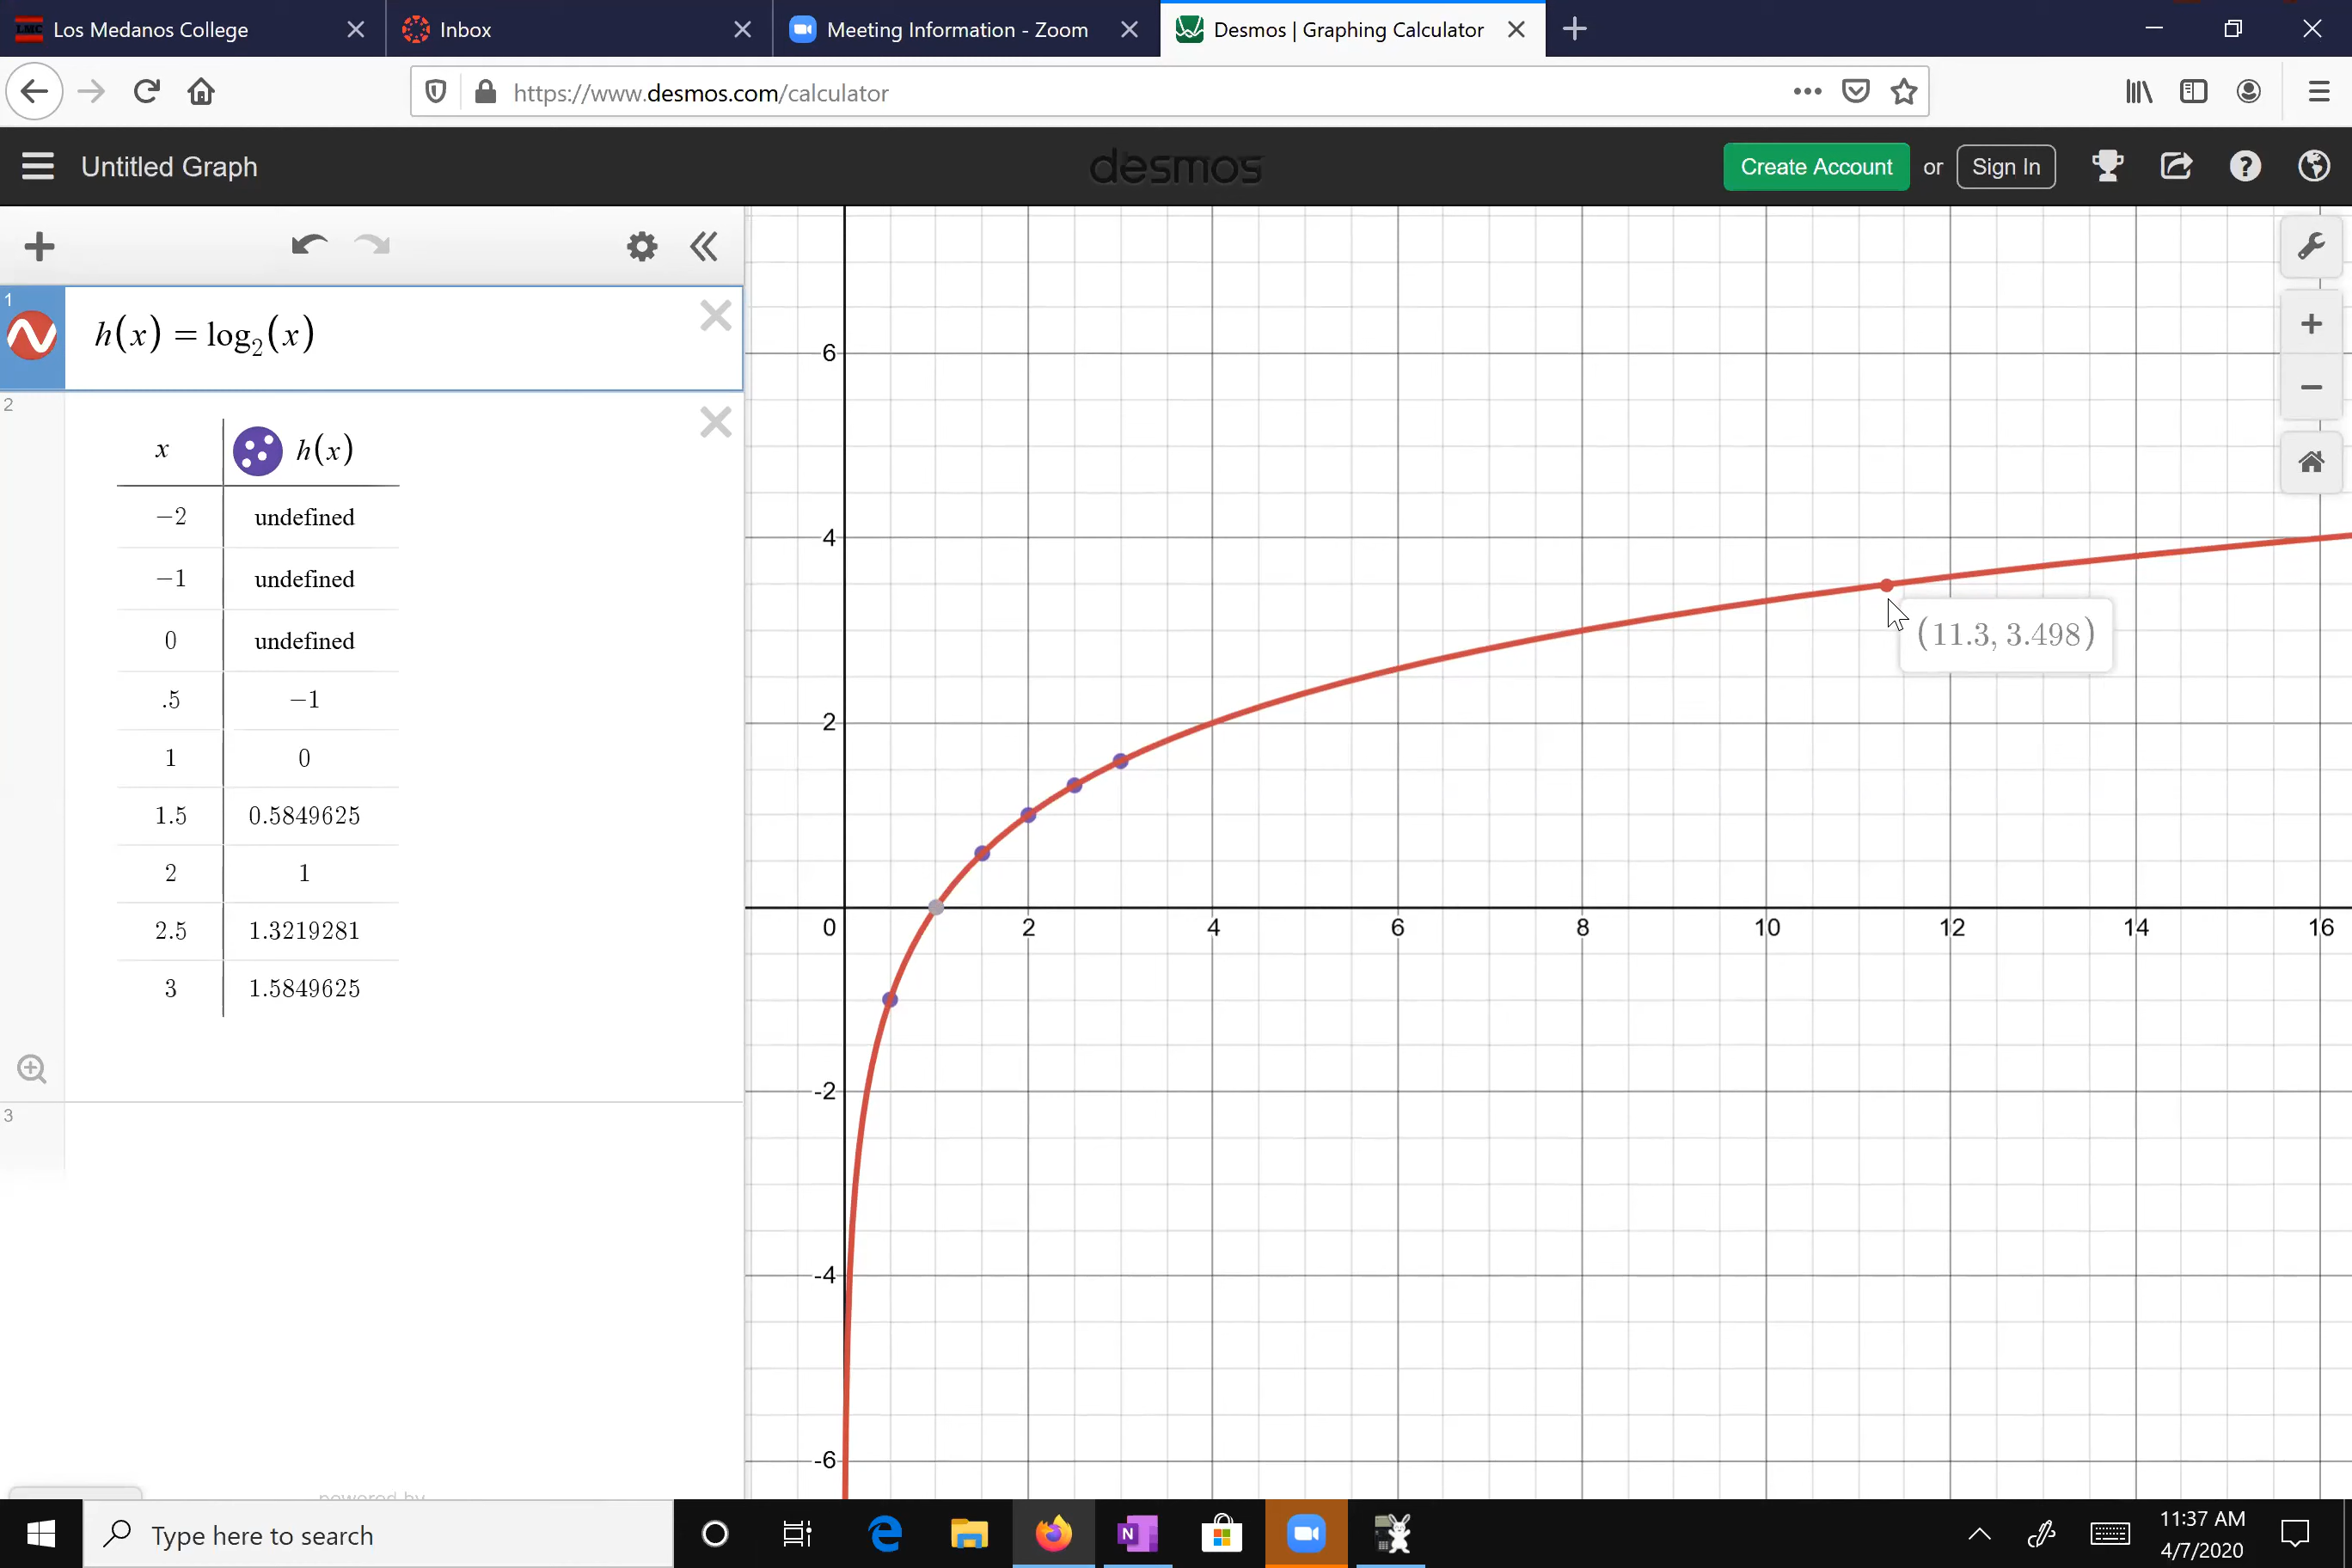 LMC Los Medanos College
Inbox
Meeting Information - Zoom
Desmos | Graphing Calculator
https://www.desmos.com/calculator
Untitled Graph
desmos
Create Account or Sign In
1
h(x) = log₂(x)
2
x h(x)
−2 undefined
−1 undefined
0 undefined
.5 −1
1 0
1.5 0.5849625
2 1
2.5 1.3219281
3 1.5849625
3
powered by
6
4
2
0 2 4 6 8 10 12 14 16
-2
-4
-6
(11.3, 3.498)
Type here to search
N
11:37 AM
4/7/2020